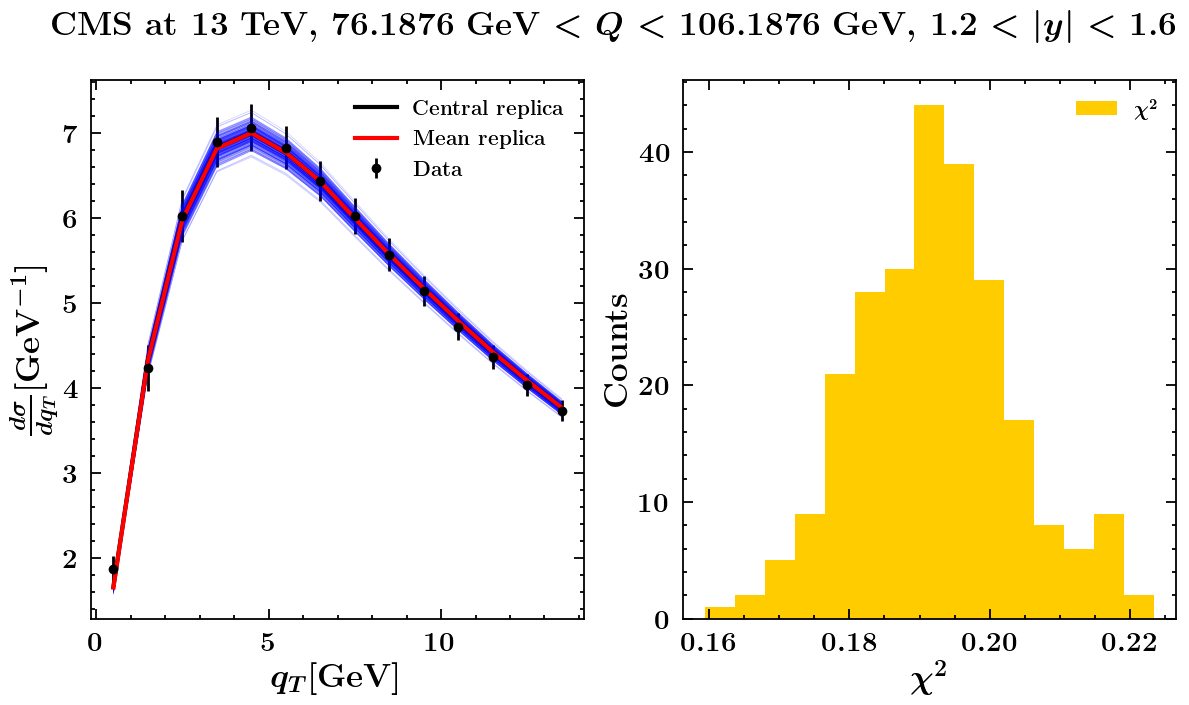 CMS at 13 TeV, 76.1876 GeV < Q < 106.1876 GeV, 1.2 < |y| < 1.6
dσ/dq_T [GeV⁻¹]
7
6
5
4
3
2
0 5 10
q_T [GeV]
Central replica
Mean replica
Data
Counts
40
30
20
10
0
0.16 0.18 0.20 0.22
χ²
χ²